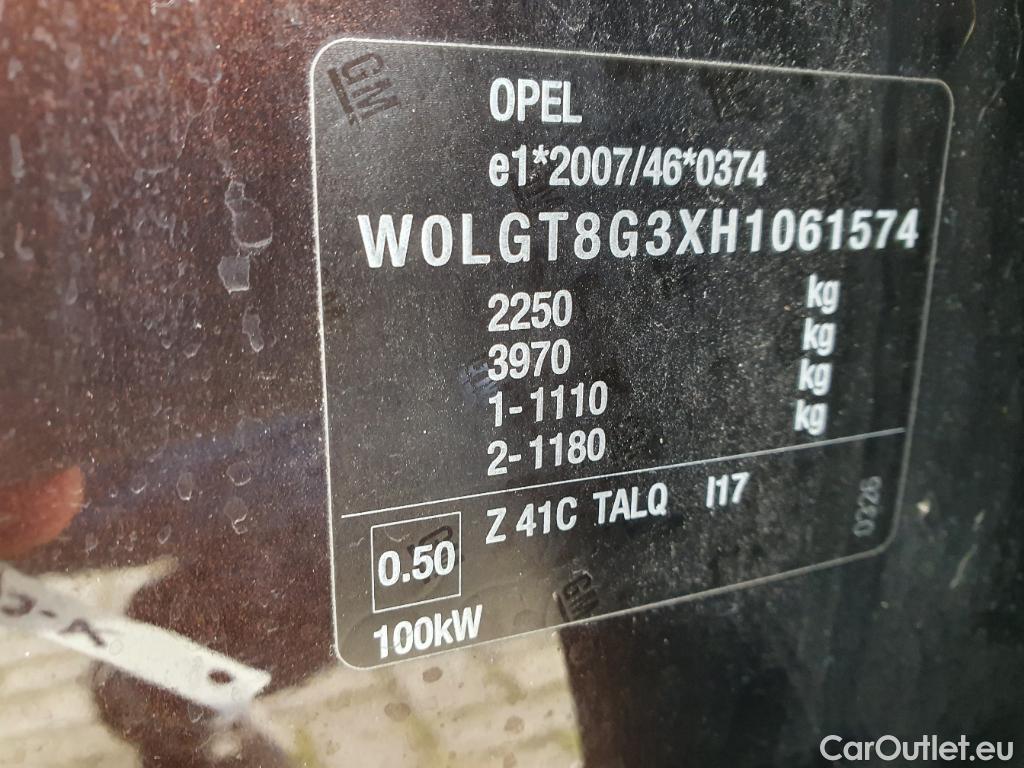 GM
OPEL
e1*2007/46*0374
W0LGT8G3XH1061574
2250 kg
3970 kg
1-1110 kg
2-1180 kg
Z 41C TALQ I17
0.50
100kW
GM
CarOutlet.eu